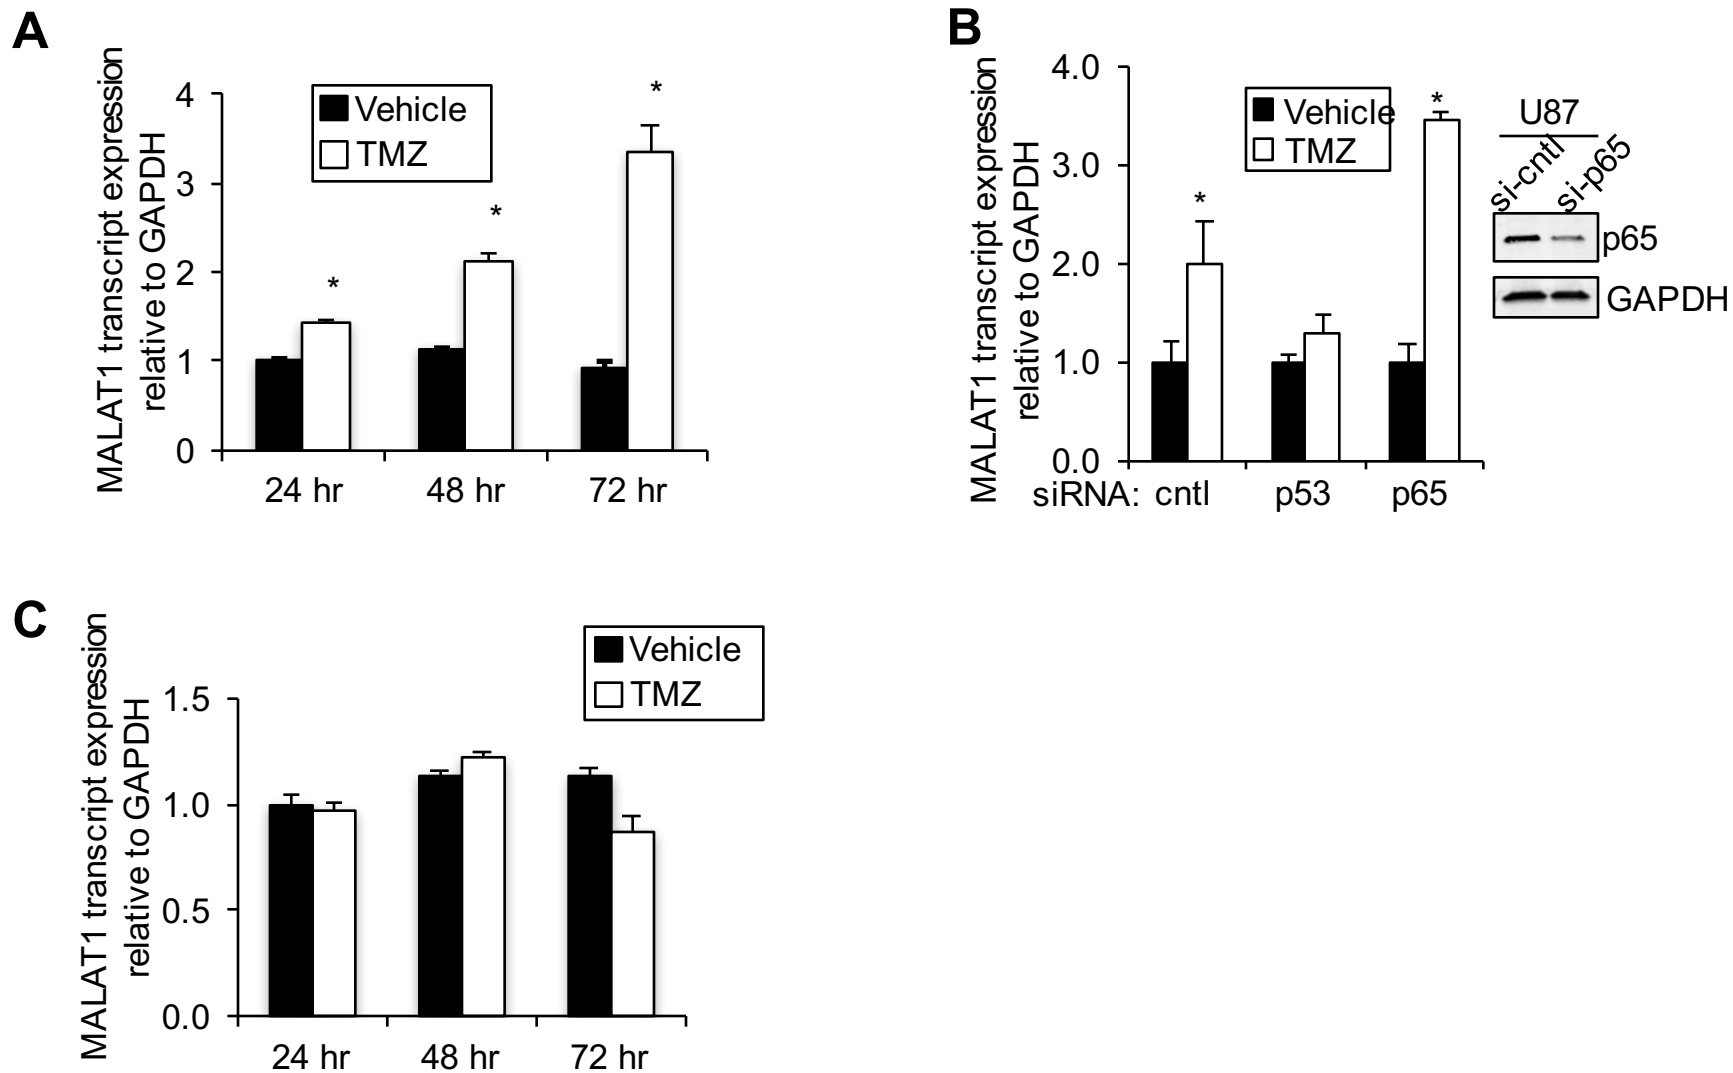 A
MALAT1 transcript expression
relative to GAPDH
4
3
2
1
0
Vehicle
TMZ
*
*
*
24 hr
48 hr
72 hr
B
MALAT1 transcript expression
relative to GAPDH
4.0
3.0
2.0
1.0
0.0
Vehicle
TMZ
*
*
siRNA: cntl p53 p65
U87
si-cntl
si-p65
p65
GAPDH
C
MALAT1 transcript expression
relative to GAPDH
1.5
1.0
0.5
0.0
Vehicle
TMZ
24 hr
48 hr
72 hr